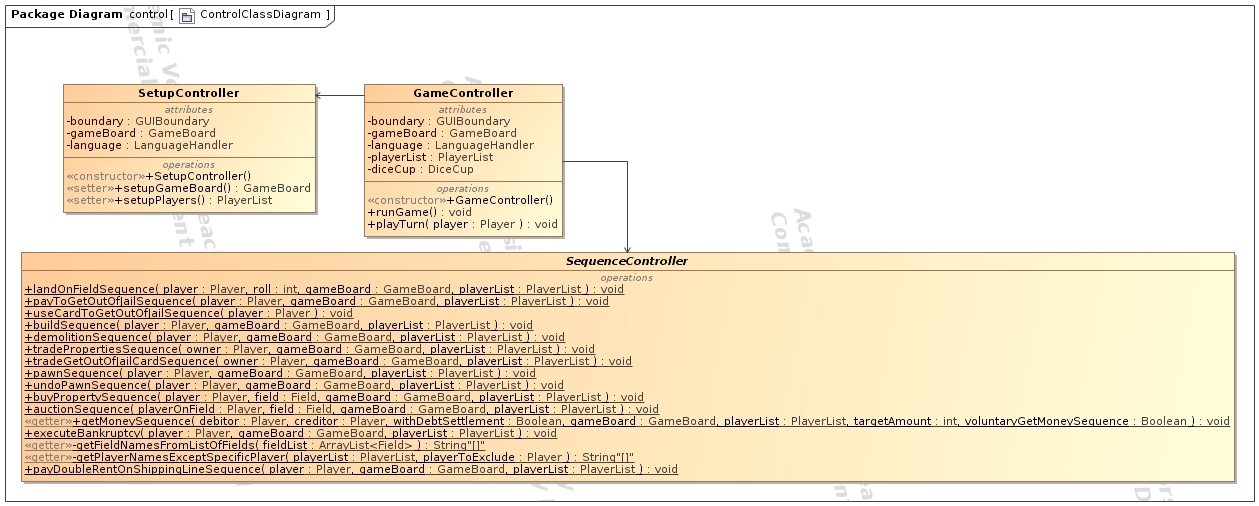 Package Diagram control[ ControlClassDiagram ]
SetupController
attributes
-boundary : GUIBoundary
-gameBoard : GameBoard
-language : LanguageHandler
operations
«constructor»+SetupController()
«setter»+setupGameBoard() : GameBoard
«setter»+setupPlayers() : PlayerList
GameController
attributes
-boundary : GUIBoundary
-gameBoard : GameBoard
-language : LanguageHandler
-playerList : PlayerList
-diceCup : DiceCup
operations
«constructor»+GameController()
+runGame() : void
+playTurn( player : Player ) : void
SequenceController
operations
+landOnFieldSequence( player : Player, roll : int, gameBoard : GameBoard, playerList : PlayerList ) : void
+payToGetOutOfJailSequence( player : Player, gameBoard : GameBoard, playerList : PlayerList ) : void
+useCardToGetOutOfJailSequence( player : Player ) : void
+buildSequence( player : Player, gameBoard : GameBoard, playerList : PlayerList ) : void
+demolitionSequence( player : Player, gameBoard : GameBoard, playerList : PlayerList ) : void
+tradePropertiesSequence( owner : Player, gameBoard : GameBoard, playerList : PlayerList ) : void
+tradeGetOutOfJailCardSequence( owner : Player, gameBoard : GameBoard, playerList : PlayerList ) : void
+pawnSequence( player : Player, gameBoard : GameBoard, playerList : PlayerList ) : void
+undoPawnSequence( player : Player, gameBoard : GameBoard, playerList : PlayerList ) : void
+buyPropertySequence( player : Player, field : Field, gameBoard : GameBoard, playerList : PlayerList ) : void
+auctionSequence( playerOnField : Player, field : Field, gameBoard : GameBoard, playerList : PlayerList ) : void
«getter»+getMoneySequence( debitor : Player, creditor : Player, withDebtSettlement : Boolean, gameBoard : GameBoard, playerList : PlayerList, targetAmount : int, voluntaryGetMoneySequence : Boolean ) : void
+executeBankruptcy( player : Player, gameBoard : GameBoard, playerList : PlayerList ) : void
«getter»-getFieldNamesFromListOfFields( fieldList : ArrayList<Field> ) : String"[]"
«getter»-getPlayerNamesExceptSpecificPlayer( playerList : PlayerList, playerToExclude : Player ) : String"[]"
+payDoubleRentOnShippingLineSequence( player : Player, gameBoard : GameBoard, playerList : PlayerList ) : void